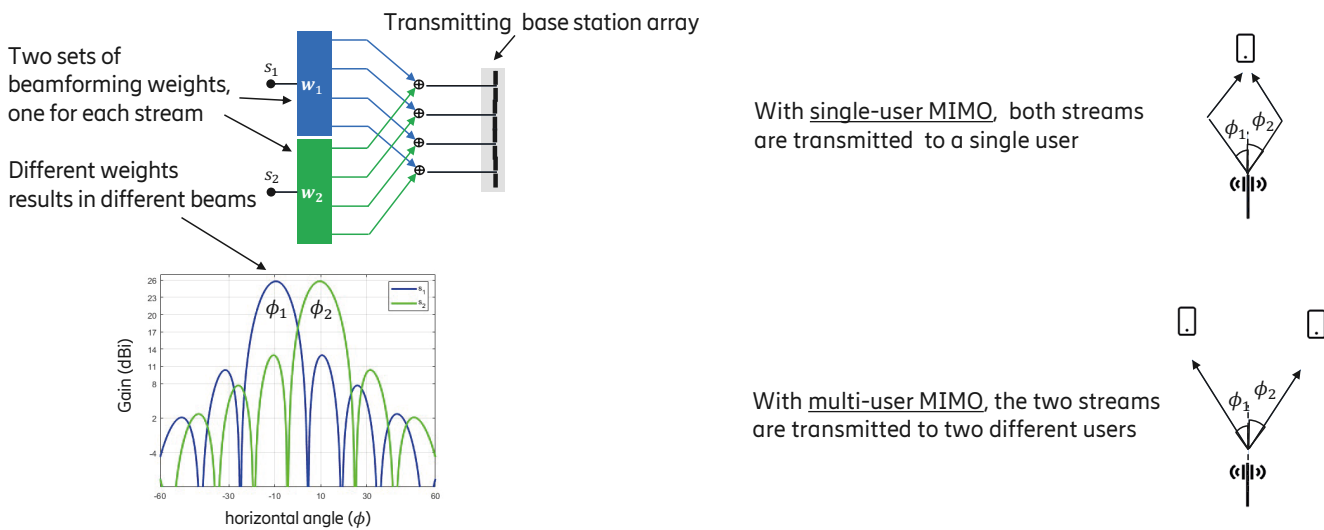 Transmitting base station array
Two sets of
beamforming weights,
one for each stream
s₁
w₁
s₂
w₂
Different weights
results in different beams
26
23
20
17
14
11
8
2
-4
-60
-30
-10
10
30
60
Gain (dBi)
horizontal angle (ϕ)
ϕ₁
ϕ₂
s₁
s₂
With single-user MIMO, both streams
are transmitted to a single user
ϕ₁
ϕ₂
With multi-user MIMO, the two streams
are transmitted to two different users
ϕ₁
ϕ₂